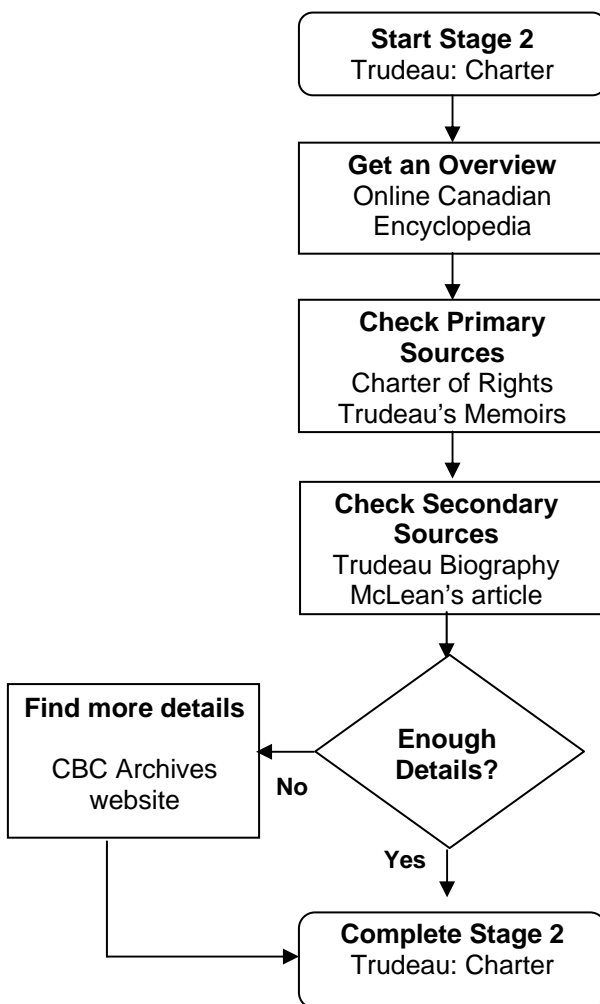 Start Stage 2
Trudeau: Charter
Get an Overview
Online Canadian
Encyclopedia
Check Primary
Sources
Charter of Rights
Trudeau’s Memoirs
Check Secondary
Sources
Trudeau Biography
McLean’s article
Enough
Details?
No
Find more details
CBC Archives
website
Yes
Complete Stage 2
Trudeau: Charter